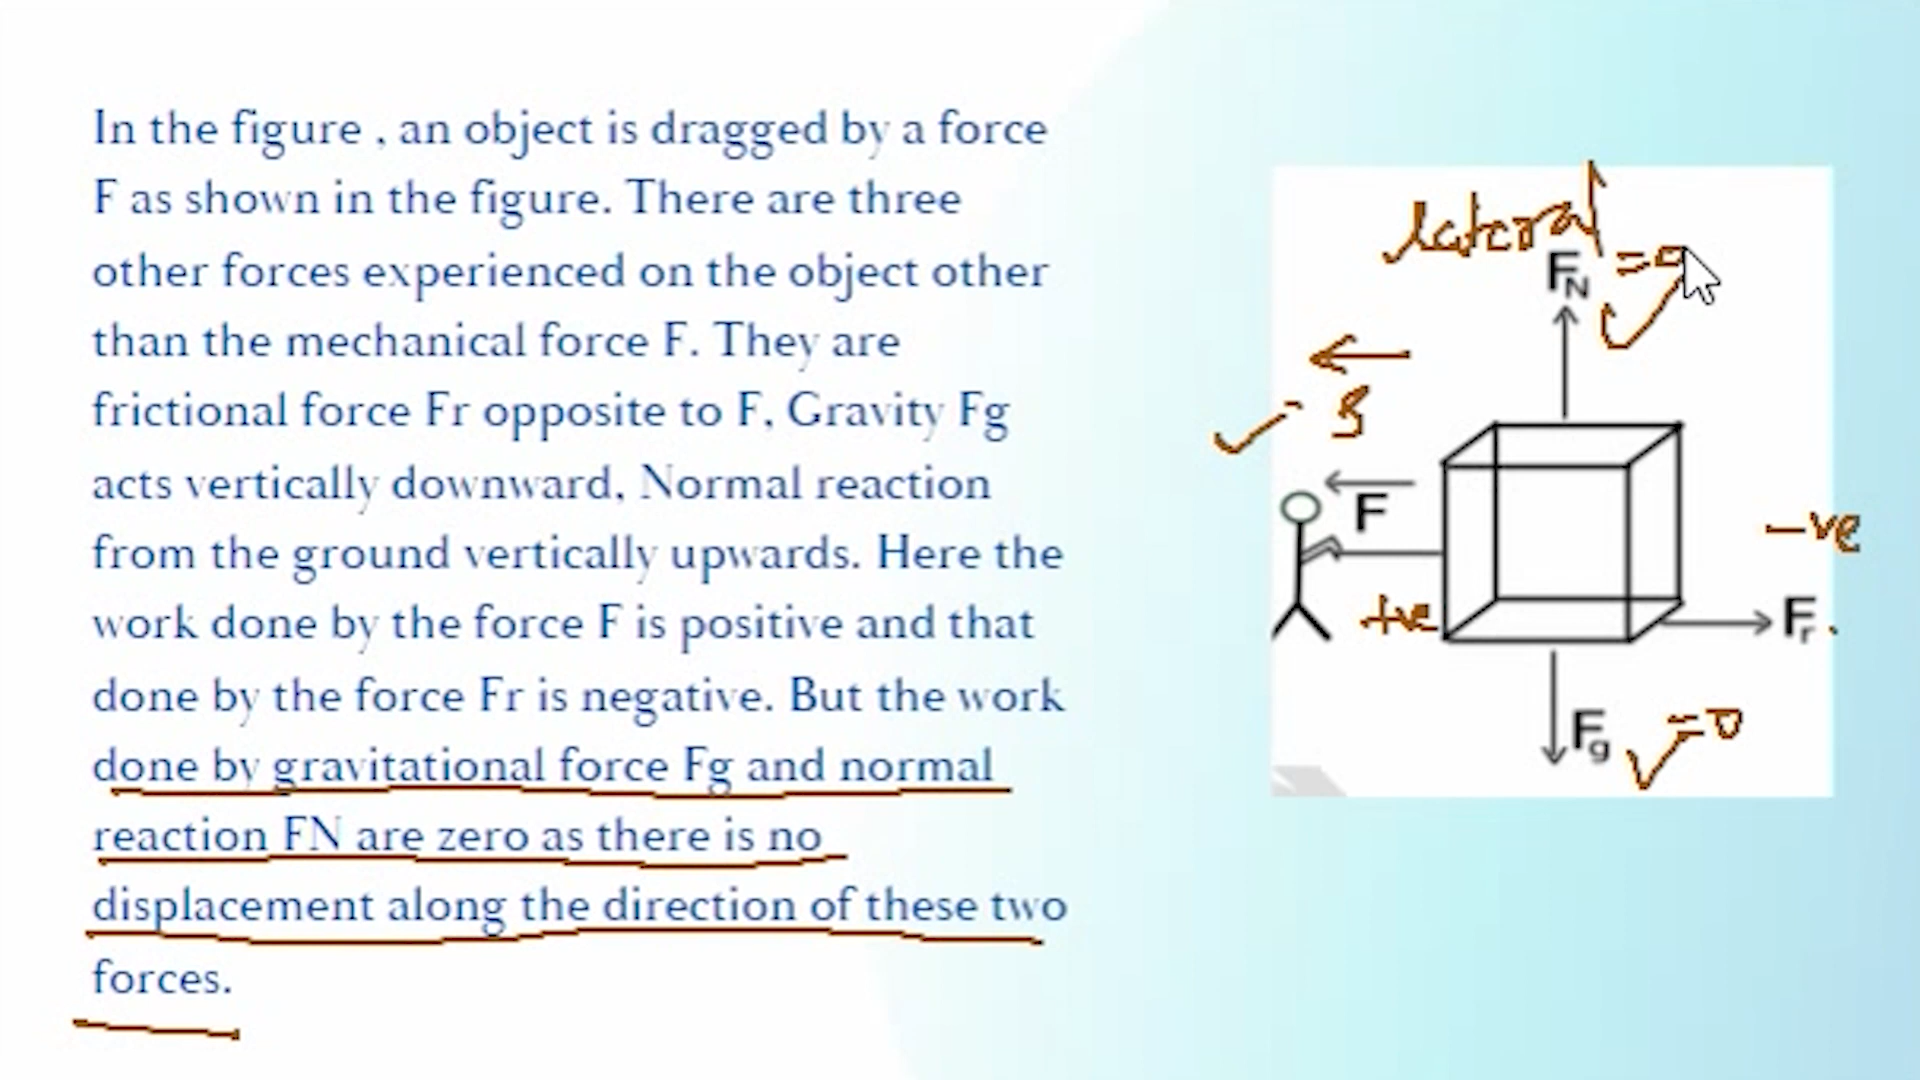 In the figure , an object is dragged by a force
F as shown in the figure. There are three
other forces experienced on the object other
than the mechanical force F. They are
frictional force Fr opposite to F, Gravity Fg
acts vertically downward, Normal reaction
from the ground vertically upwards. Here the
work done by the force F is positive and that
done by the force Fr is negative. But the work
done by gravitational force Fg and normal
reaction FN are zero as there is no
displacement along the direction of these two
forces.
lateral
FN =0
S
F
-ve
+ve
Fr
Fg =0